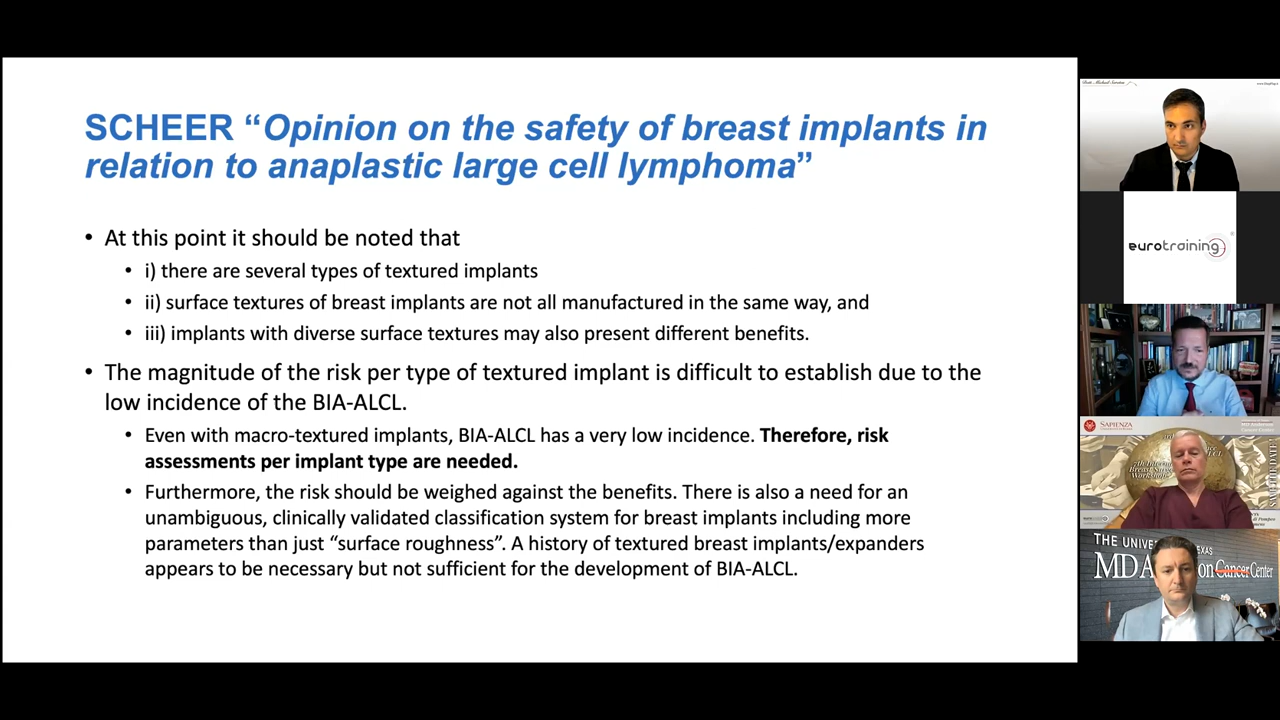 SCHEER “Opinion on the safety of breast implants in
relation to anaplastic large cell lymphoma”
• At this point it should be noted that
• i) there are several types of textured implants
• ii) surface textures of breast implants are not all manufactured in the same way, and
• iii) implants with diverse surface textures may also present different benefits.
• The magnitude of the risk per type of textured implant is difficult to establish due to the
low incidence of the BIA-ALCL.
• Even with macro-textured implants, BIA-ALCL has a very low incidence. Therefore, risk
assessments per implant type are needed.
• Furthermore, the risk should be weighed against the benefits. There is also a need for an
unambiguous, clinically validated classification system for breast implants including more
parameters than just “surface roughness”. A history of textured breast implants/expanders
appears to be necessary but not sufficient for the development of BIA-ALCL.
eurotraining
SAPIENZA
THE UNIVE EXAS
MD A on Cancer Center